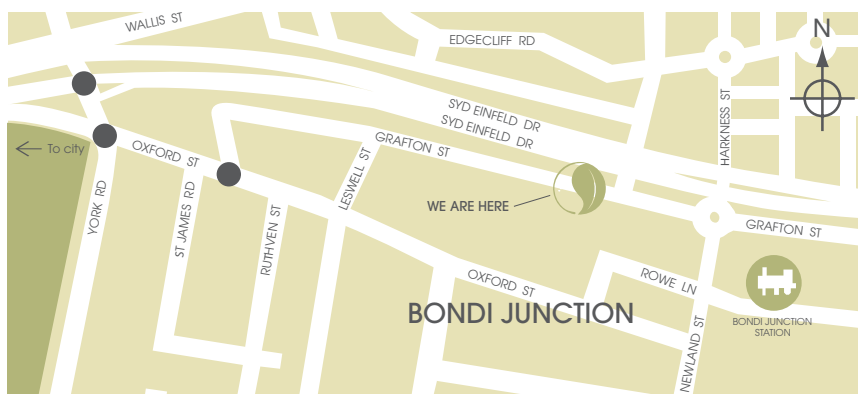 WALLIS ST
EDGECLIFF RD
N
SYD EINFELD DR
SYD EINFELD DR
HARKNESS ST
To city
OXFORD ST
GRAFTON ST
LESWELL ST
YORK RD
ST JAMES RD
RUTHVEN ST
WE ARE HERE
GRAFTON ST
OXFORD ST
ROWE LN
BONDI JUNCTION
NEWLAND ST
BONDI JUNCTION
STATION